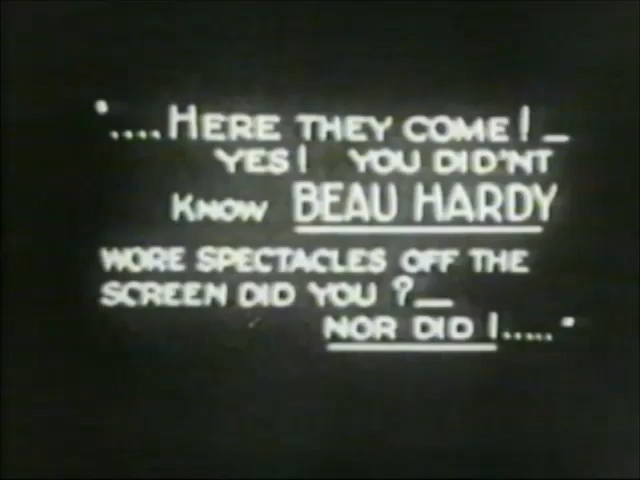 "....HERE THEY COME! _
YES! YOU DID'NT
KNOW BEAU HARDY
WORE SPECTACLES OFF THE
SCREEN DID YOU ? _
NOR DID I....."